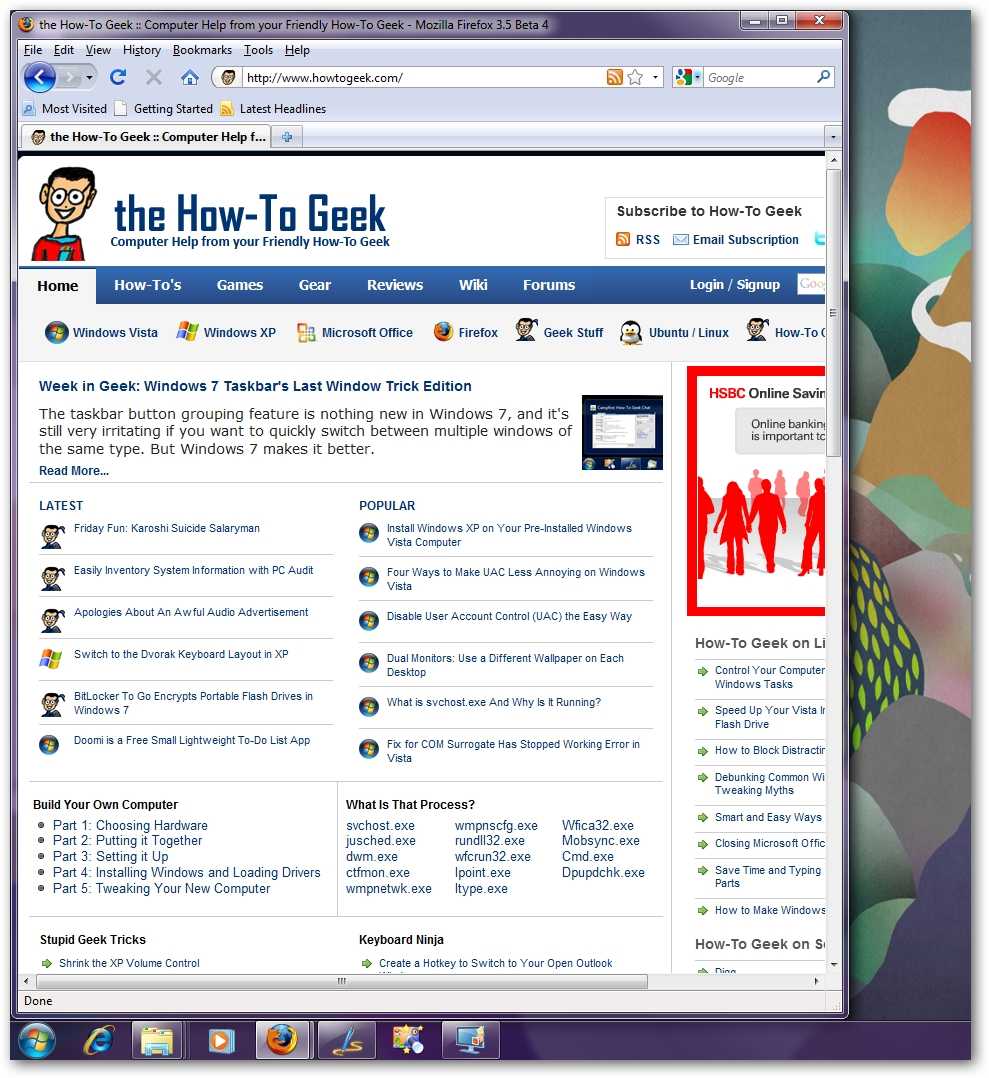 the How-To Geek :: Computer Help from your Friendly How-To Geek - Mozilla Firefox 3.5 Beta 4
File Edit View History Bookmarks Tools Help
http://www.howtogeek.com/
Google
Most Visited Getting Started Latest Headlines
the How-To Geek :: Computer Help f...
the How-To Geek
Computer Help from your Friendly How-To Geek
Subscribe to How-To Geek
RSS Email Subscription
Home How-To's Games Gear Reviews Wiki Forums Login / Signup Goog
Windows Vista Windows XP Microsoft Office Firefox Geek Stuff Ubuntu / Linux How-To
Week in Geek: Windows 7 Taskbar's Last Window Trick Edition
The taskbar button grouping feature is nothing new in Windows 7, and it's
still very irritating if you want to quickly switch between multiple windows of
the same type. But Windows 7 makes it better.
Read More...
HSBC Online Savin
Online banking
is important to
LATEST
Friday Fun: Karoshi Suicide Salaryman
Easily Inventory System Information with PC Audit
Apologies About An Awful Audio Advertisement
Switch to the Dvorak Keyboard Layout in XP
BitLocker To Go Encrypts Portable Flash Drives in
Windows 7
Doomi is a Free Small Lightweight To-Do List App
POPULAR
Install Windows XP on Your Pre-Installed Windows
Vista Computer
Four Ways to Make UAC Less Annoying on Windows
Vista
Disable User Account Control (UAC) the Easy Way
Dual Monitors: Use a Different Wallpaper on Each
Desktop
What is svchost.exe And Why Is It Running?
Fix for COM Surrogate Has Stopped Working Error in
Vista
How-To Geek on Li
Control Your Computer
Windows Tasks
Speed Up Your Vista
Flash Drive
How to Block Distractin
Debunking Common Wi
Tweaking Myths
Smart and Easy Ways
Closing Microsoft Offic
Save Time and Typing
Parts
How to Make Windows
How-To Geek on
Digg
Build Your Own Computer
Part 1: Choosing Hardware
Part 2: Putting it Together
Part 3: Setting it Up
Part 4: Installing Windows and Loading Drivers
Part 5: Tweaking Your New Computer
What Is That Process?
svchost.exe wmpnscfg.exe Wfica32.exe
jusched.exe rundll32.exe Mobsync.exe
dwm.exe wfcrun32.exe Cmd.exe
ctfmon.exe Ipoint.exe Dpupdchk.exe
wmpnetwk.exe Itype.exe
Stupid Geek Tricks
Shrink the XP Volume Control
Keyboard Ninja
Create a Hotkey to Switch to Your Open Outlook
Done